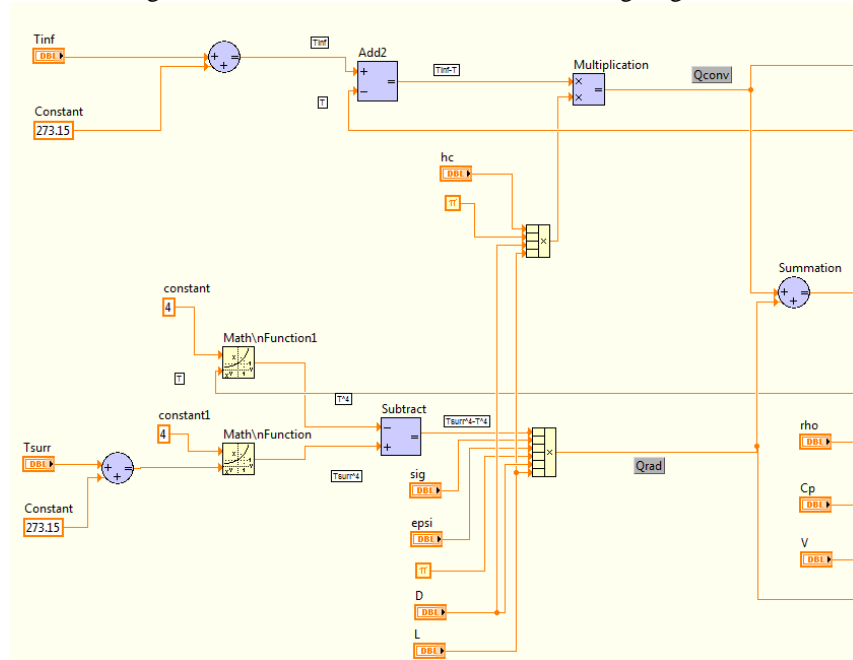 Tinf
DBL
Tinf
Add2
Tinf-T
Multiplication
Qconv
T
Constant
273.15
hc
DBL
π
Summation
constant
4
Math\nFunction1
T
T^4
constant1
4
Math\nFunction
Subtract
Tsurr^4-T^4
Tsurr
DBL
Tsurr^4
sig
DBL
Qrad
rho
DBL
Constant
273.15
epsi
DBL
Cp
DBL
π
V
DBL
D
DBL
L
DBL